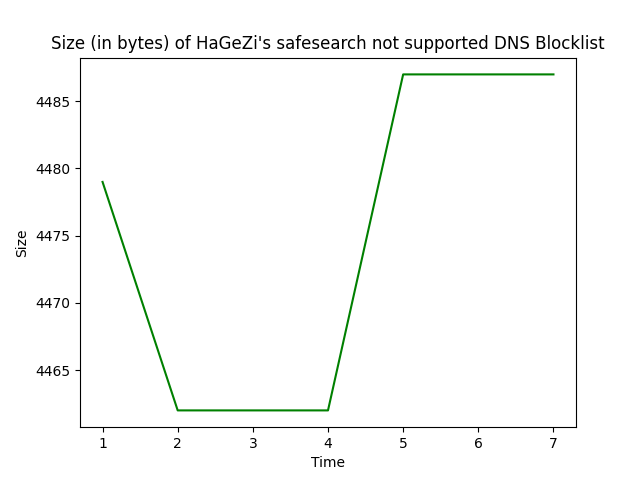 Size (in bytes) of HaGeZi's safesearch not supported DNS Blocklist
4485
4480
4475
4470
4465
Size
1 2 3 4 5 6 7
Time